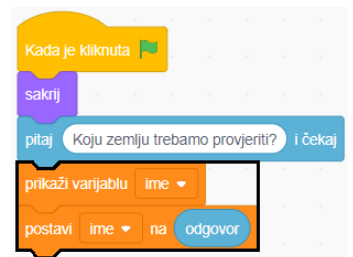 Kada je kliknuta
sakrij
pitaj Koju zemlju trebamo provjeriti? i čekaj
prikaži varijablu ime
postavi ime na odgovor